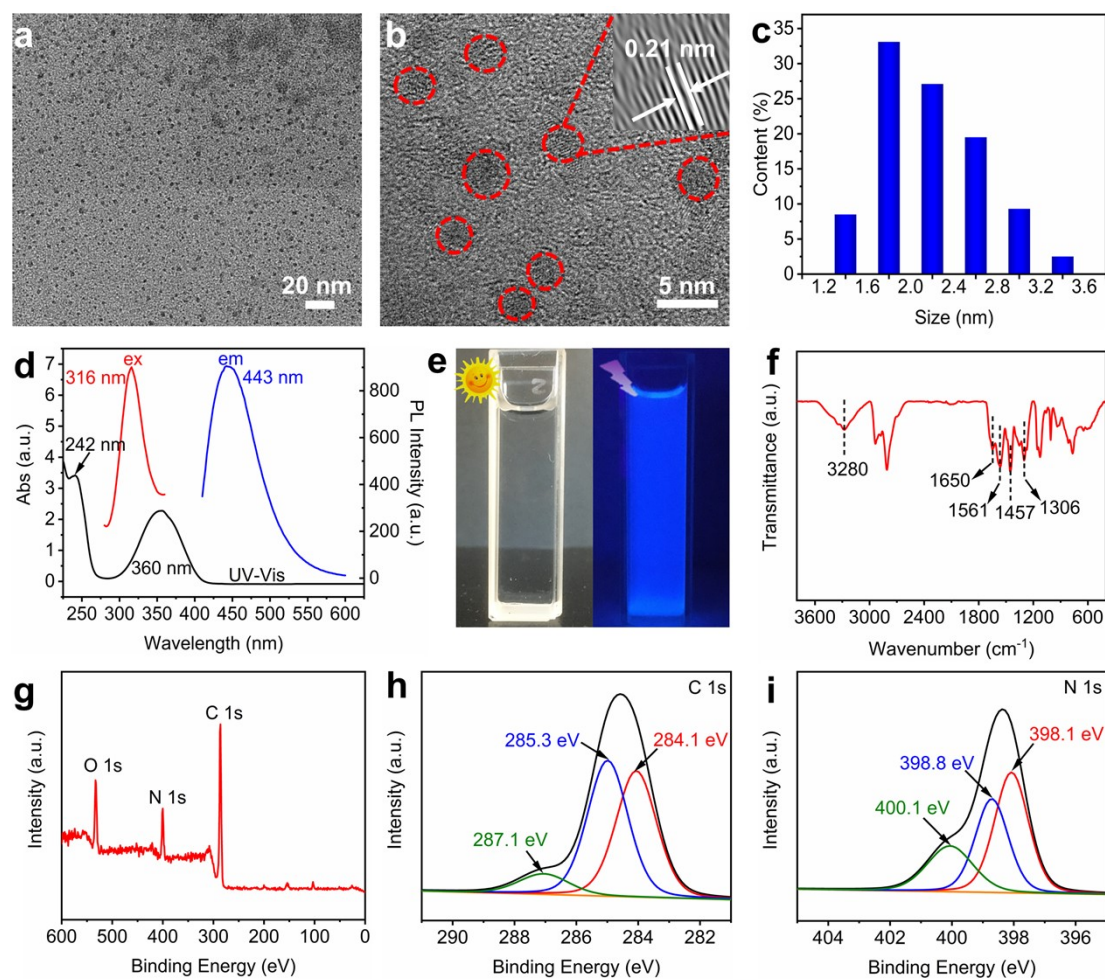 a
20 nm
b
0.21 nm
5 nm
c
Content (%)
35
30
25
20
15
10
5
0
1.2 1.6 2.0 2.4 2.8 3.2 3.6
Size (nm)
d
ex
em
316 nm
443 nm
242 nm
360 nm
UV-Vis
Abs (a.u.)
7
6
5
4
3
2
1
0
PL Intensity (a.u.)
900
800
700
600
500
400
300
200
100
0
250 300 350 400 450 500 550 600
Wavelength (nm)
e
f
Transmittance (a.u.)
3280
1650
1561
1457
1306
3600 3000 2400 1800 1200 600
Wavenumber (cm⁻¹)
g
Intensity (a.u.)
O 1s
N 1s
C 1s
600 500 400 300 200 100 0
Binding Energy (eV)
h
C 1s
Intensity (a.u.)
285.3 eV
284.1 eV
287.1 eV
290 288 286 284 282
Binding Energy (eV)
i
N 1s
Intensity (a.u.)
398.1 eV
398.8 eV
400.1 eV
404 402 400 398 396
Binding Energy (eV)